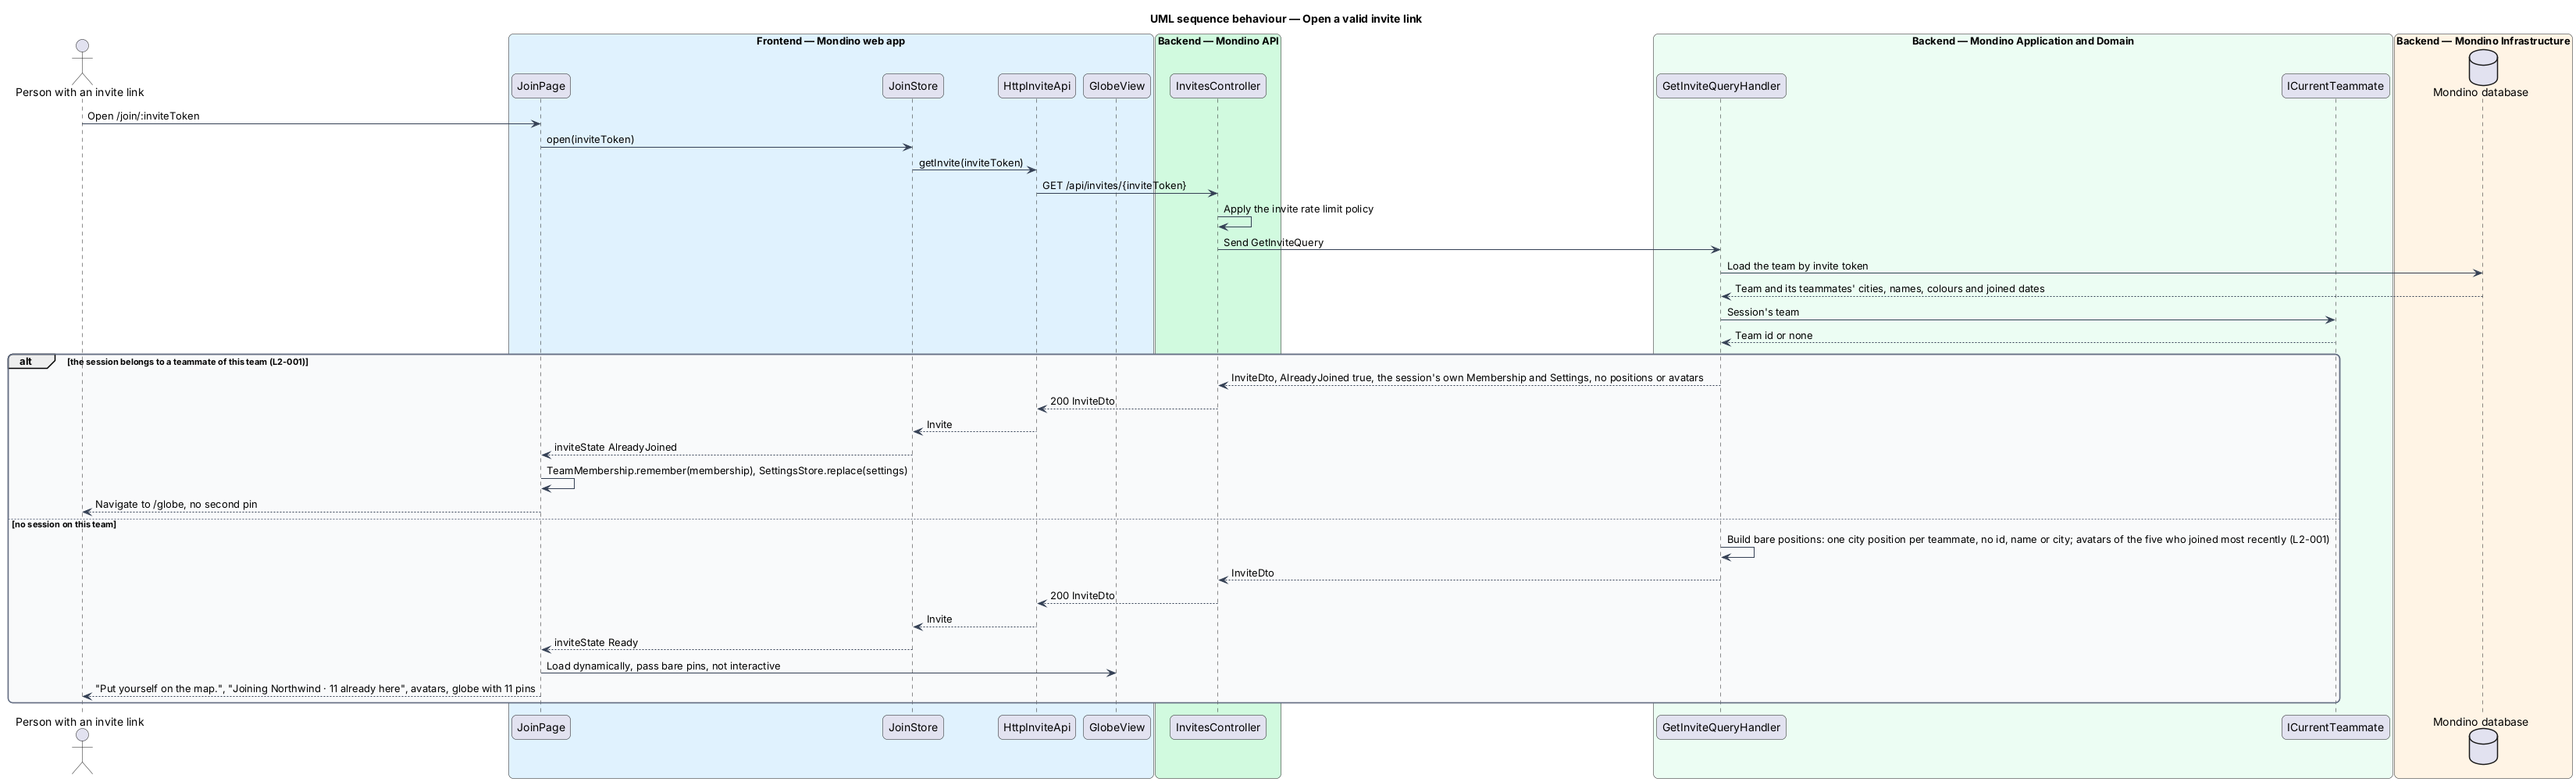 UML sequence behaviour — Open a valid invite link
Frontend — Mondino web app
Backend — Mondino API
Backend — Mondino Application and Domain
Backend — Mondino Infrastructure
Person with an invite link
JoinPage
JoinStore
HttpInviteApi
GlobeView
InvitesController
GetInviteQueryHandler
ICurrentTeammate
Mondino database
Open /join/:inviteToken
open(inviteToken)
getInvite(inviteToken)
GET /api/invites/{inviteToken}
Apply the invite rate limit policy
Send GetInviteQuery
Load the team by invite token
Team and its teammates' cities, names, colours and joined dates
Session's team
Team id or none
alt [the session belongs to a teammate of this team (L2-001)]
InviteDto, AlreadyJoined true, the session's own Membership and Settings, no positions or avatars
200 InviteDto
Invite
inviteState AlreadyJoined
TeamMembership.remember(membership), SettingsStore.replace(settings)
Navigate to /globe, no second pin
[no session on this team]
Build bare positions: one city position per teammate, no id, name or city; avatars of the five who joined most recently (L2-001)
InviteDto
200 InviteDto
Invite
inviteState Ready
Load dynamically, pass bare pins, not interactive
"Put yourself on the map.", "Joining Northwind · 11 already here", avatars, globe with 11 pins
Person with an invite link
JoinPage
JoinStore
HttpInviteApi
GlobeView
InvitesController
GetInviteQueryHandler
ICurrentTeammate
Mondino database